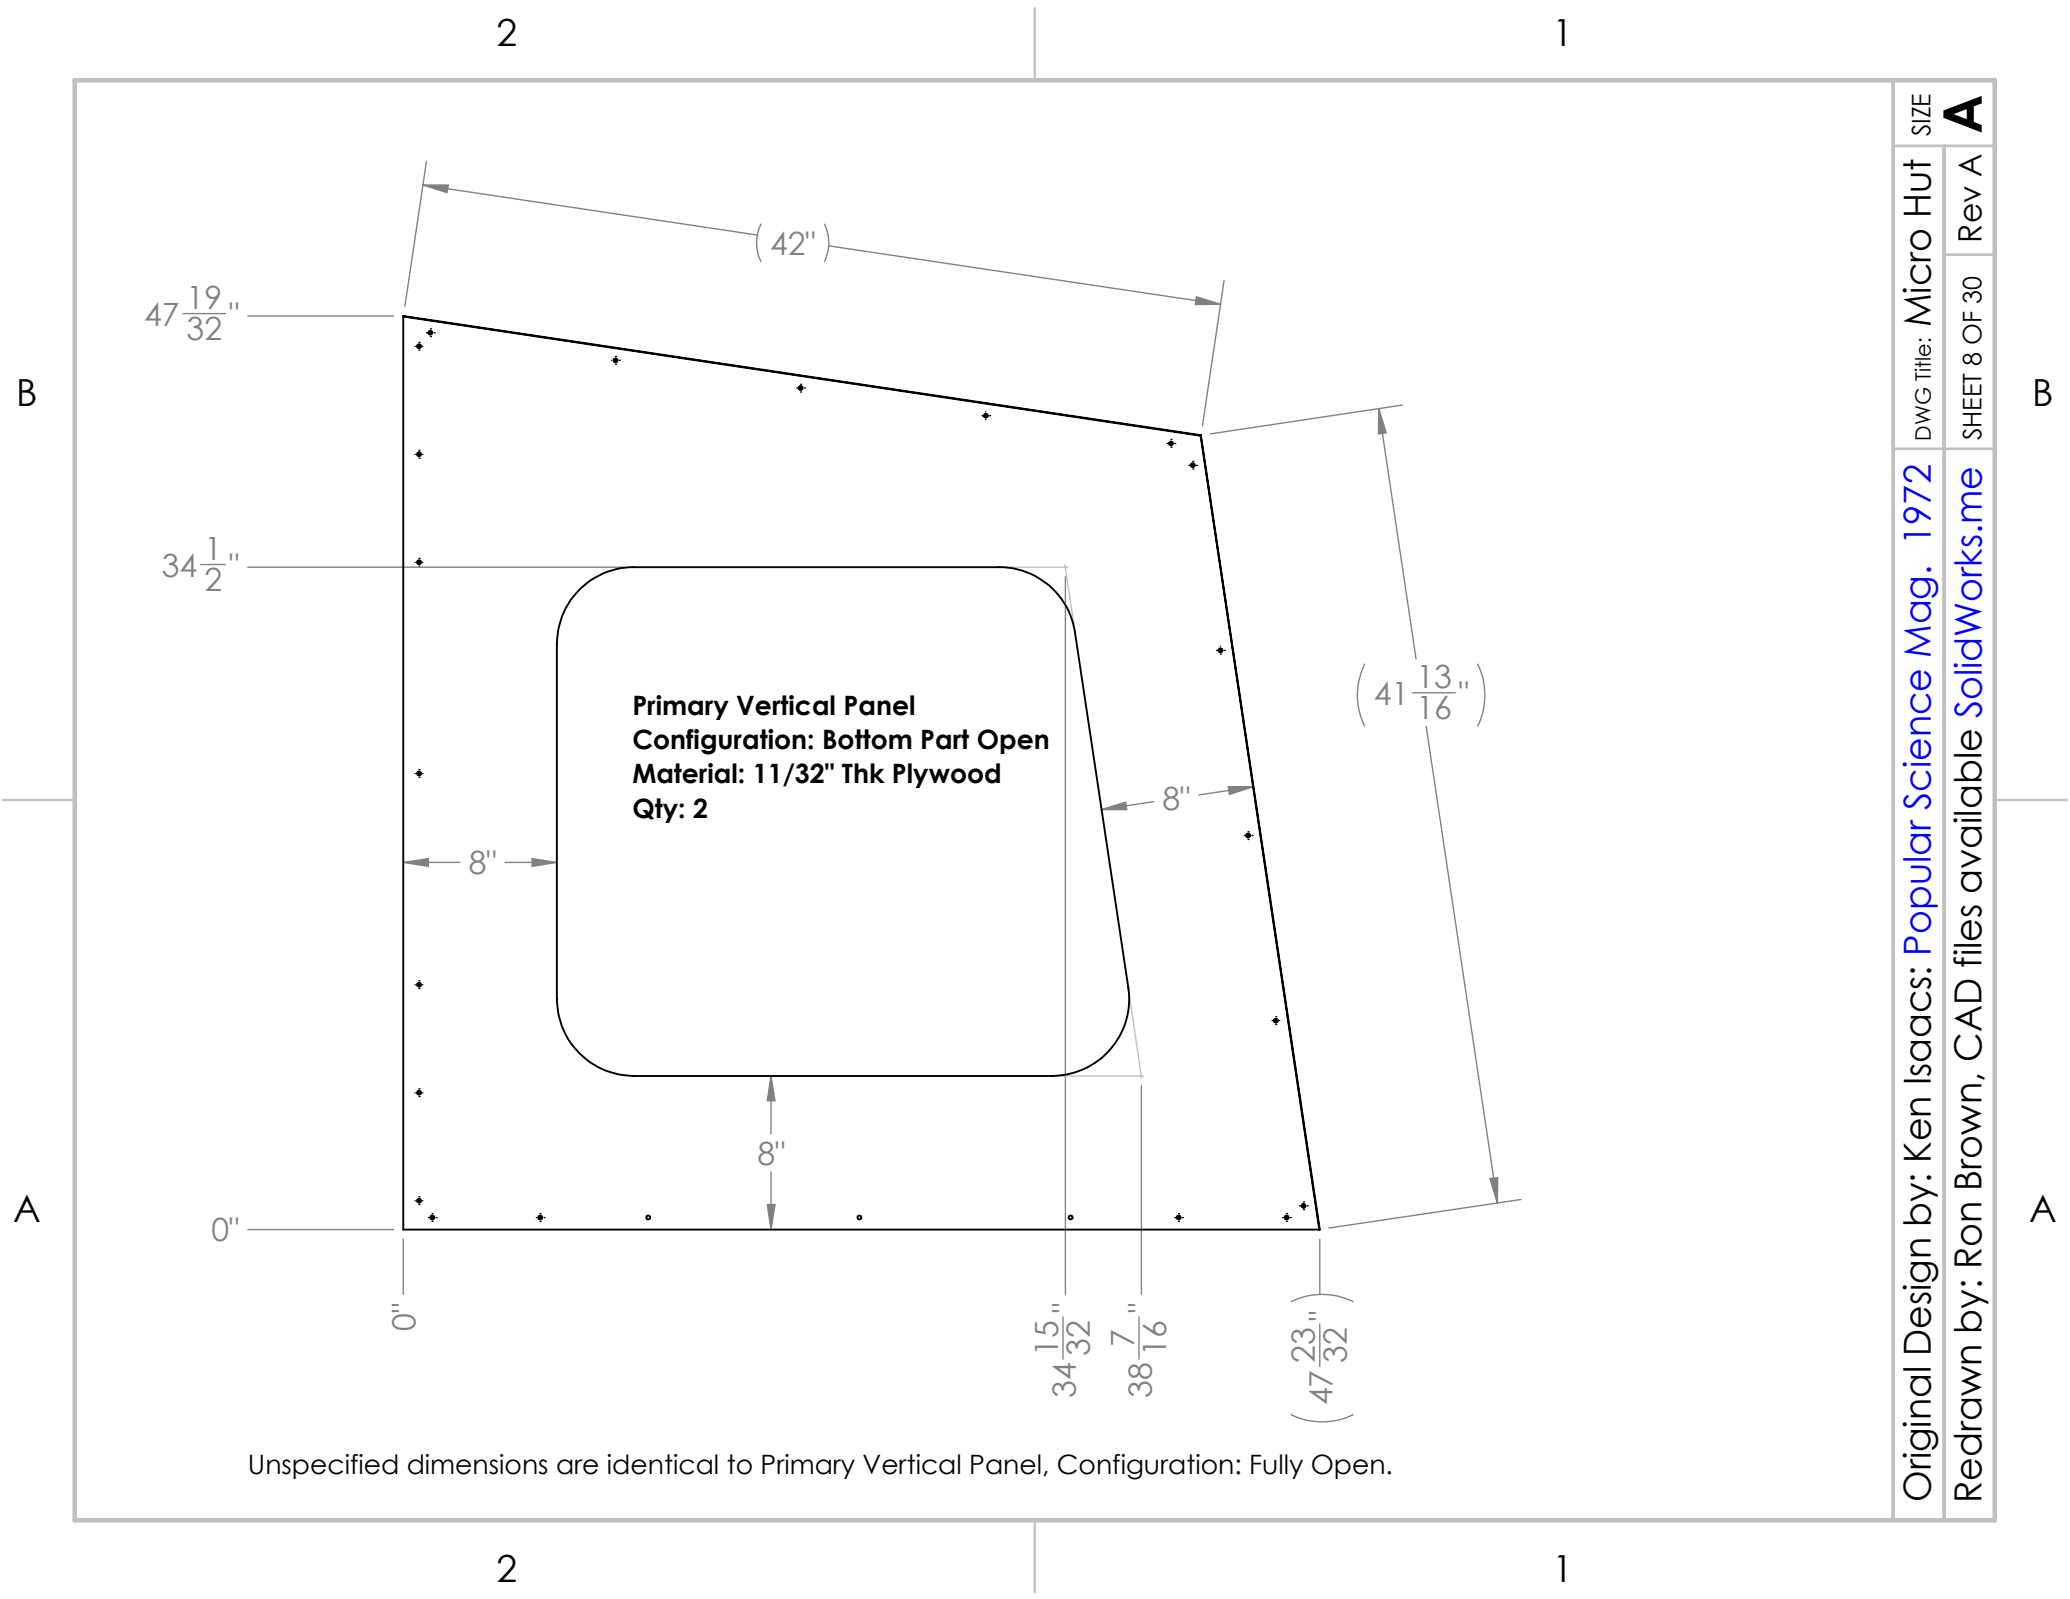 2
1
B
B
A
A
(42")
47 19/32"
34 1/2"
Primary Vertical Panel
Configuration: Bottom Part Open
Material: 11/32" Thk Plywood
Qty: 2
(41 13/16")
8"
8"
8"
0"
0"
34 15/32"
38 7/16"
(47 23/32")
Unspecified dimensions are identical to Primary Vertical Panel, Configuration: Fully Open.
2
1
Original Design by: Ken Isaacs: Popular Science Mag. 1972
DWG Title: Micro Hut
SIZE
Redrawn by: Ron Brown, CAD files available SolidWorks.me
SHEET 8 OF 30
Rev A
A